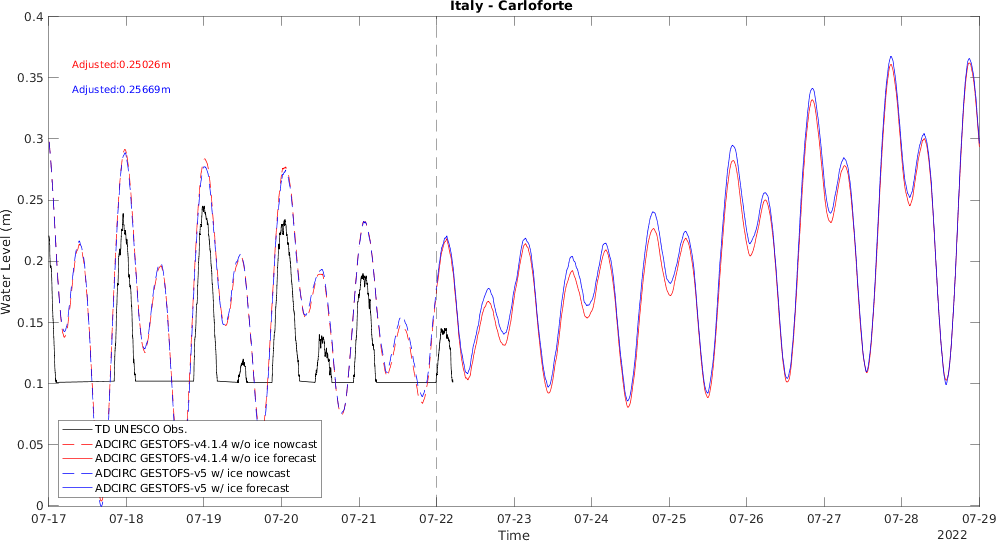 Italy - Carloforte
0.4
0.35
0.3
0.25
0.2
0.15
0.1
0.05
0
Water Level (m)
Adjusted:0.25026m
Adjusted:0.25669m
TD UNESCO Obs.
ADCIRC GESTOFS-v4.1.4 w/o ice nowcast
ADCIRC GESTOFS-v4.1.4 w/o ice forecast
ADCIRC GESTOFS-v5 w/ ice nowcast
ADCIRC GESTOFS-v5 w/ ice forecast
07-17 07-18 07-19 07-20 07-21 07-22 07-23 07-24 07-25 07-26 07-27 07-28 07-29
Time
2022